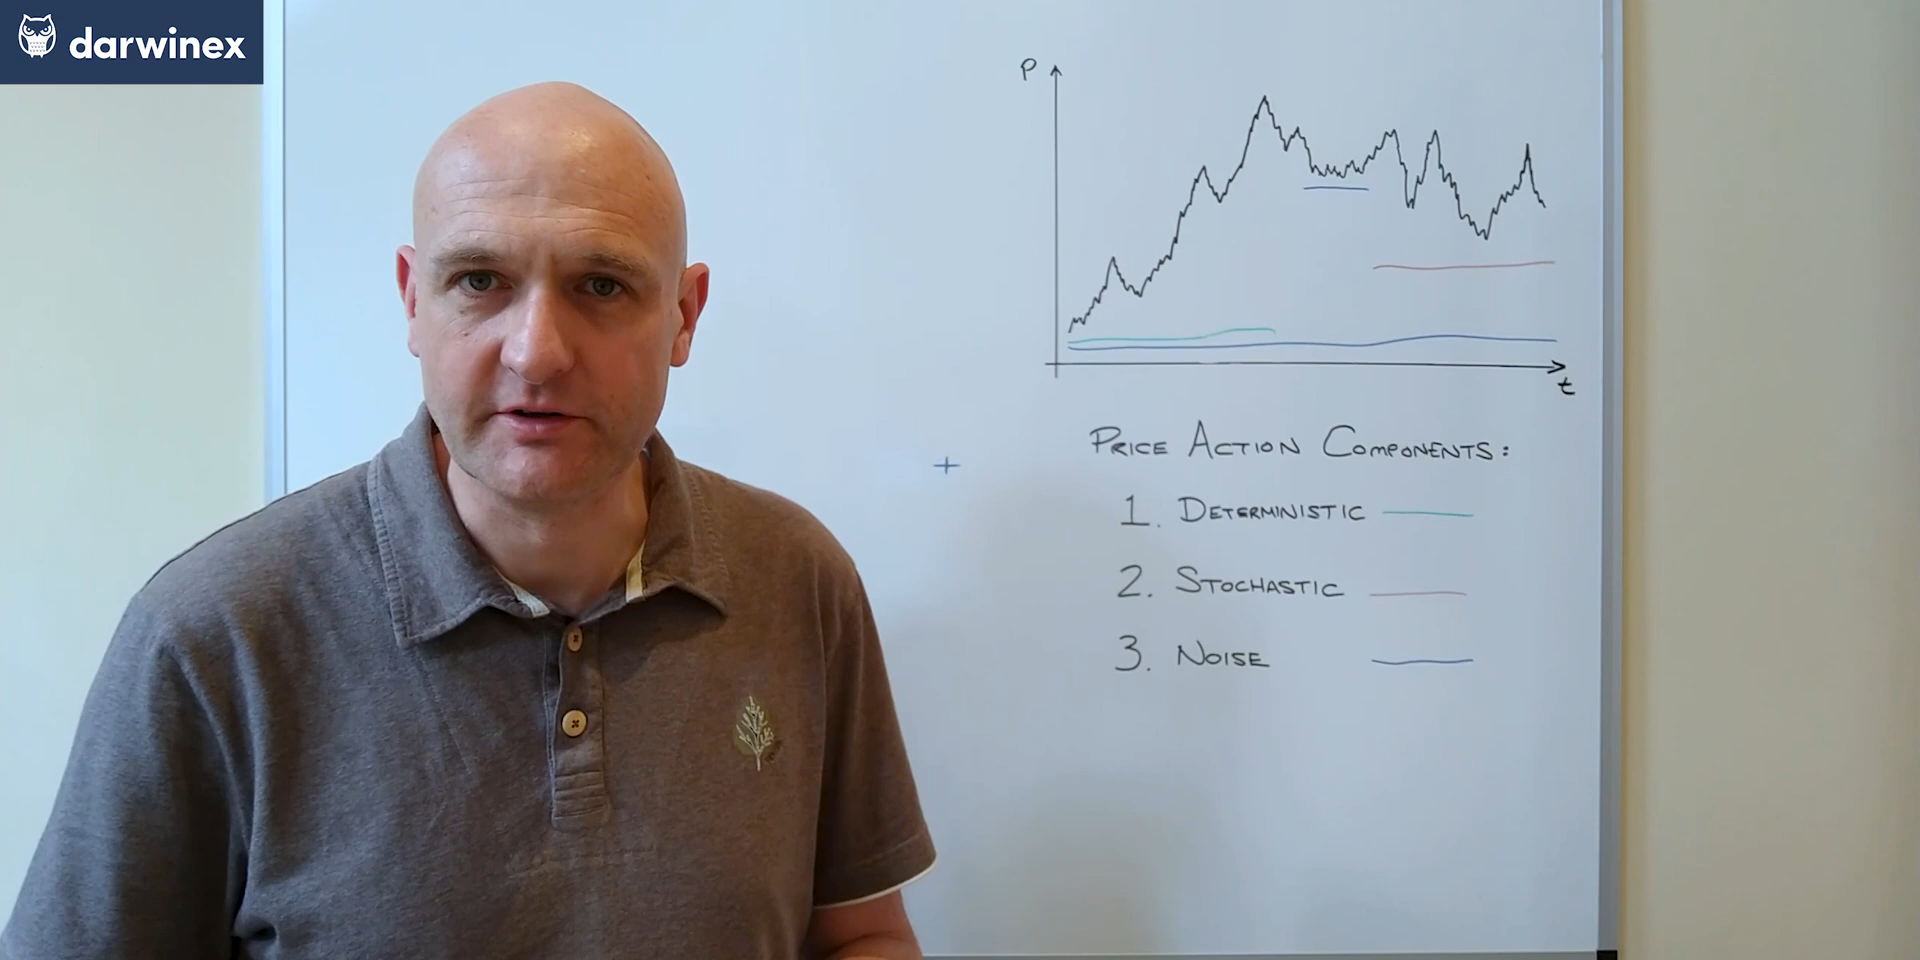 darwinex
P
t
PRICE ACTION COMPONENTS:
1. DETERMINISTIC
2. STOCHASTIC
3. NOISE